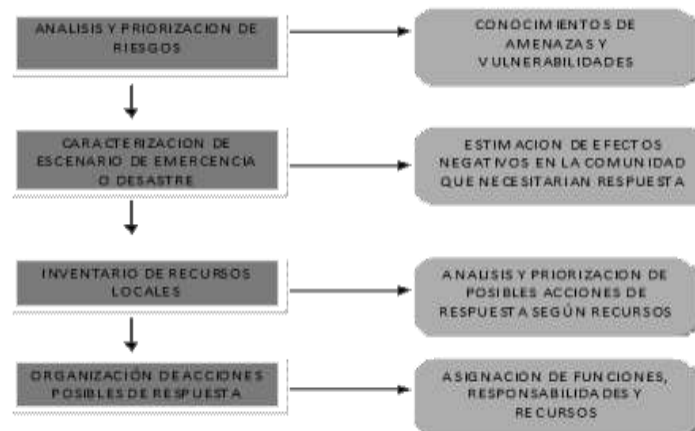 ANALISIS Y PRIORIZACION DE
RIESGOS
CONOCIMIENTOS DE
AMENAZAS Y
VULNERABILIDADES
CARACTERIZACION DE
ESCENARIO DE EMERCENCIA
O DESASTRE
ESTIMACION DE EFECTOS
NEGATIVOS EN LA COMUNIDAD
QUE NECESITARIAN RESPUESTA
INVENTARIO DE RECURSOS
LOCALES
ANALISIS Y PRIORIZACION DE
POSIBLES ACCIONES DE
RESPUESTA SEGÚN RECURSOS
ORGANIZACIÓN DE ACCIONES
POSIBLES DE RESPUESTA
ASIGNACION DE FUNCIONES,
RESPONSABILIDADES Y
RECURSOS